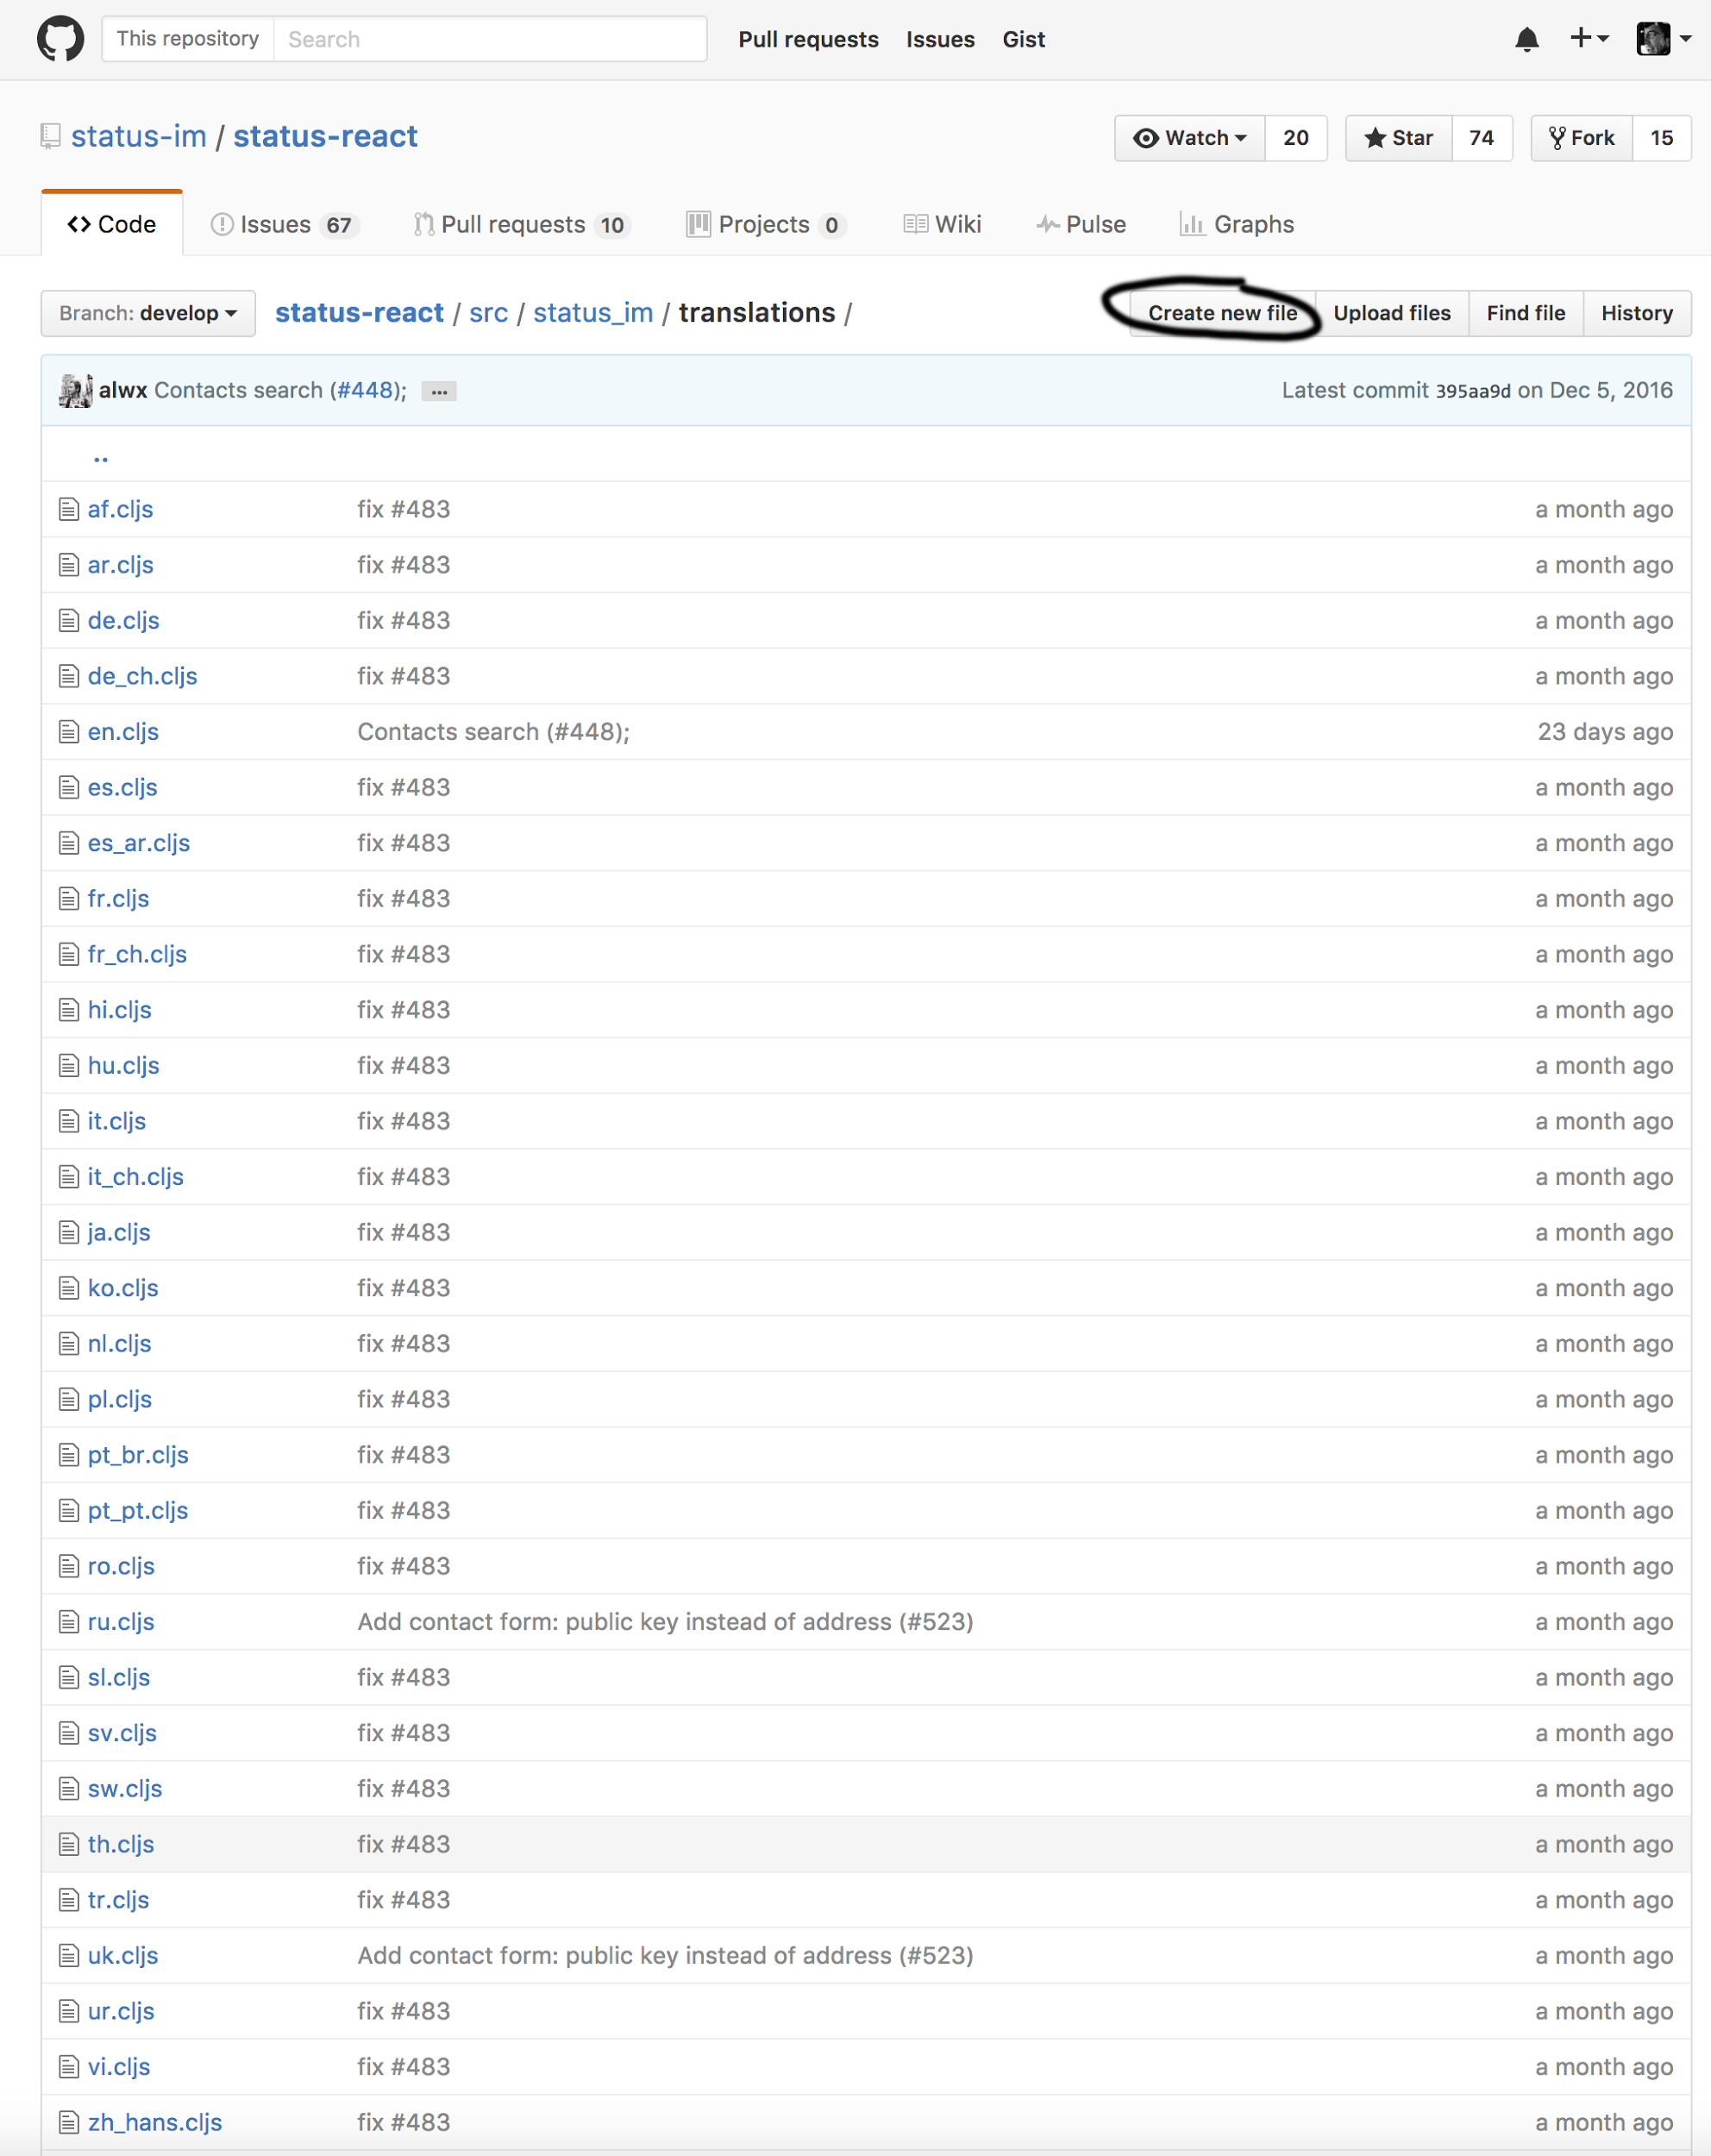 This repository Search Pull requests Issues Gist
status-im / status-react Watch 20 Star 74 Fork 15
Code Issues 67 Pull requests 10 Projects 0 Wiki Pulse Graphs
Branch: develop status-react / src / status_im / translations / Create new file Upload files Find file History
alwx Contacts search (#448); … Latest commit 395aa9d on Dec 5, 2016
..
af.cljs fix #483 a month ago
ar.cljs fix #483 a month ago
de.cljs fix #483 a month ago
de_ch.cljs fix #483 a month ago
en.cljs Contacts search (#448); 23 days ago
es.cljs fix #483 a month ago
es_ar.cljs fix #483 a month ago
fr.cljs fix #483 a month ago
fr_ch.cljs fix #483 a month ago
hi.cljs fix #483 a month ago
hu.cljs fix #483 a month ago
it.cljs fix #483 a month ago
it_ch.cljs fix #483 a month ago
ja.cljs fix #483 a month ago
ko.cljs fix #483 a month ago
nl.cljs fix #483 a month ago
pl.cljs fix #483 a month ago
pt_br.cljs fix #483 a month ago
pt_pt.cljs fix #483 a month ago
ro.cljs fix #483 a month ago
ru.cljs Add contact form: public key instead of address (#523) a month ago
sl.cljs fix #483 a month ago
sv.cljs fix #483 a month ago
sw.cljs fix #483 a month ago
th.cljs fix #483 a month ago
tr.cljs fix #483 a month ago
uk.cljs Add contact form: public key instead of address (#523) a month ago
ur.cljs fix #483 a month ago
vi.cljs fix #483 a month ago
zh_hans.cljs fix #483 a month ago